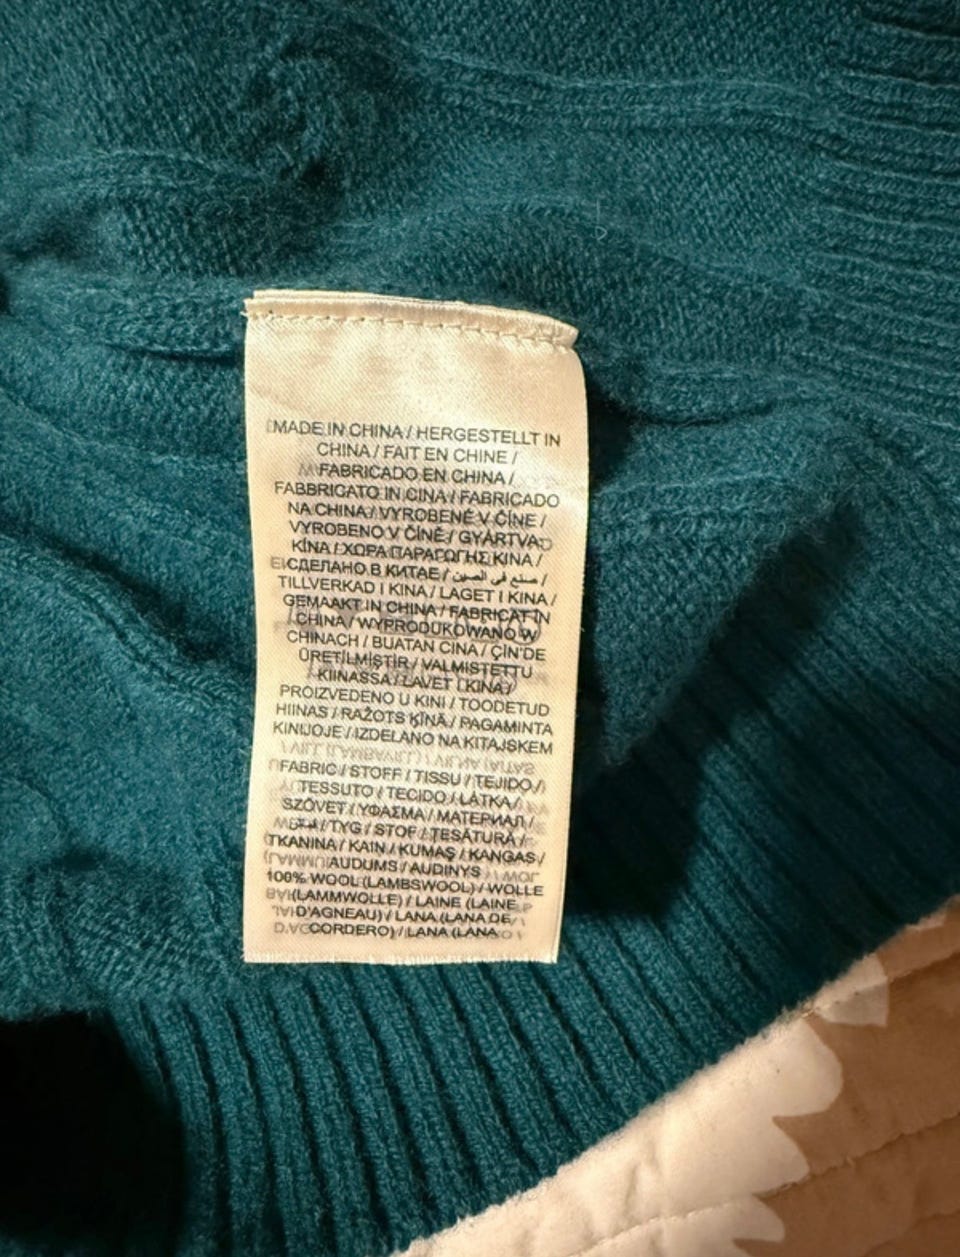 MADE IN CHINA / HERGESTELLT IN
CHINA / FAIT EN CHINE /
FABRICADO EN CHINA /
FABBRICATO IN CINA / FABRICADO
NA CHINA / VYROBENÉ V ČÍNE /
VYROBENO V ČÍNĚ / GYÁRTVA:
KÍNA / ΧΩΡΑ ΠΑΡΑΓΩΓΗΣ ΚΙΝΑ /
СДЕЛАНО В КИТАЕ / صنع في الصين /
TILLVERKAD I KINA / LAGET I KINA /
GEMAAKT IN CHINA / FABRICAT ÎN
CHINA / WYPRODUKOWANO W
CHINACH / BUATAN CINA / ÇİN'DE
ÜRETİLMİŞTİR / VALMISTETTU
KIINASSA / LAVET I KINA /
PROIZVEDENO U KINI / TOODETUD
HIINAS / RAŽOTS ĶĪNĀ / PAGAMINTA
KINIJOJE / IZDELANO NA KITAJSKEM
FABRIC / STOFF / TISSU / TEJIDO /
TESSUTO / TECIDO / LÁTKA /
SZÖVET / ΥΦΑΣΜΑ / МАТЕРИАЛ /
/ TYG / STOF / ȚESĂTURĂ /
TKANINA / KAIN / KUMAŞ / KANGAS /
AUDUMS / AUDINYS
100% WOOL (LAMBSWOOL) / WOLLE
(LAMMWOLLE) / LAINE (LAINE
D'AGNEAU) / LANA (LANA DE
CORDERO) / LANA (LANA